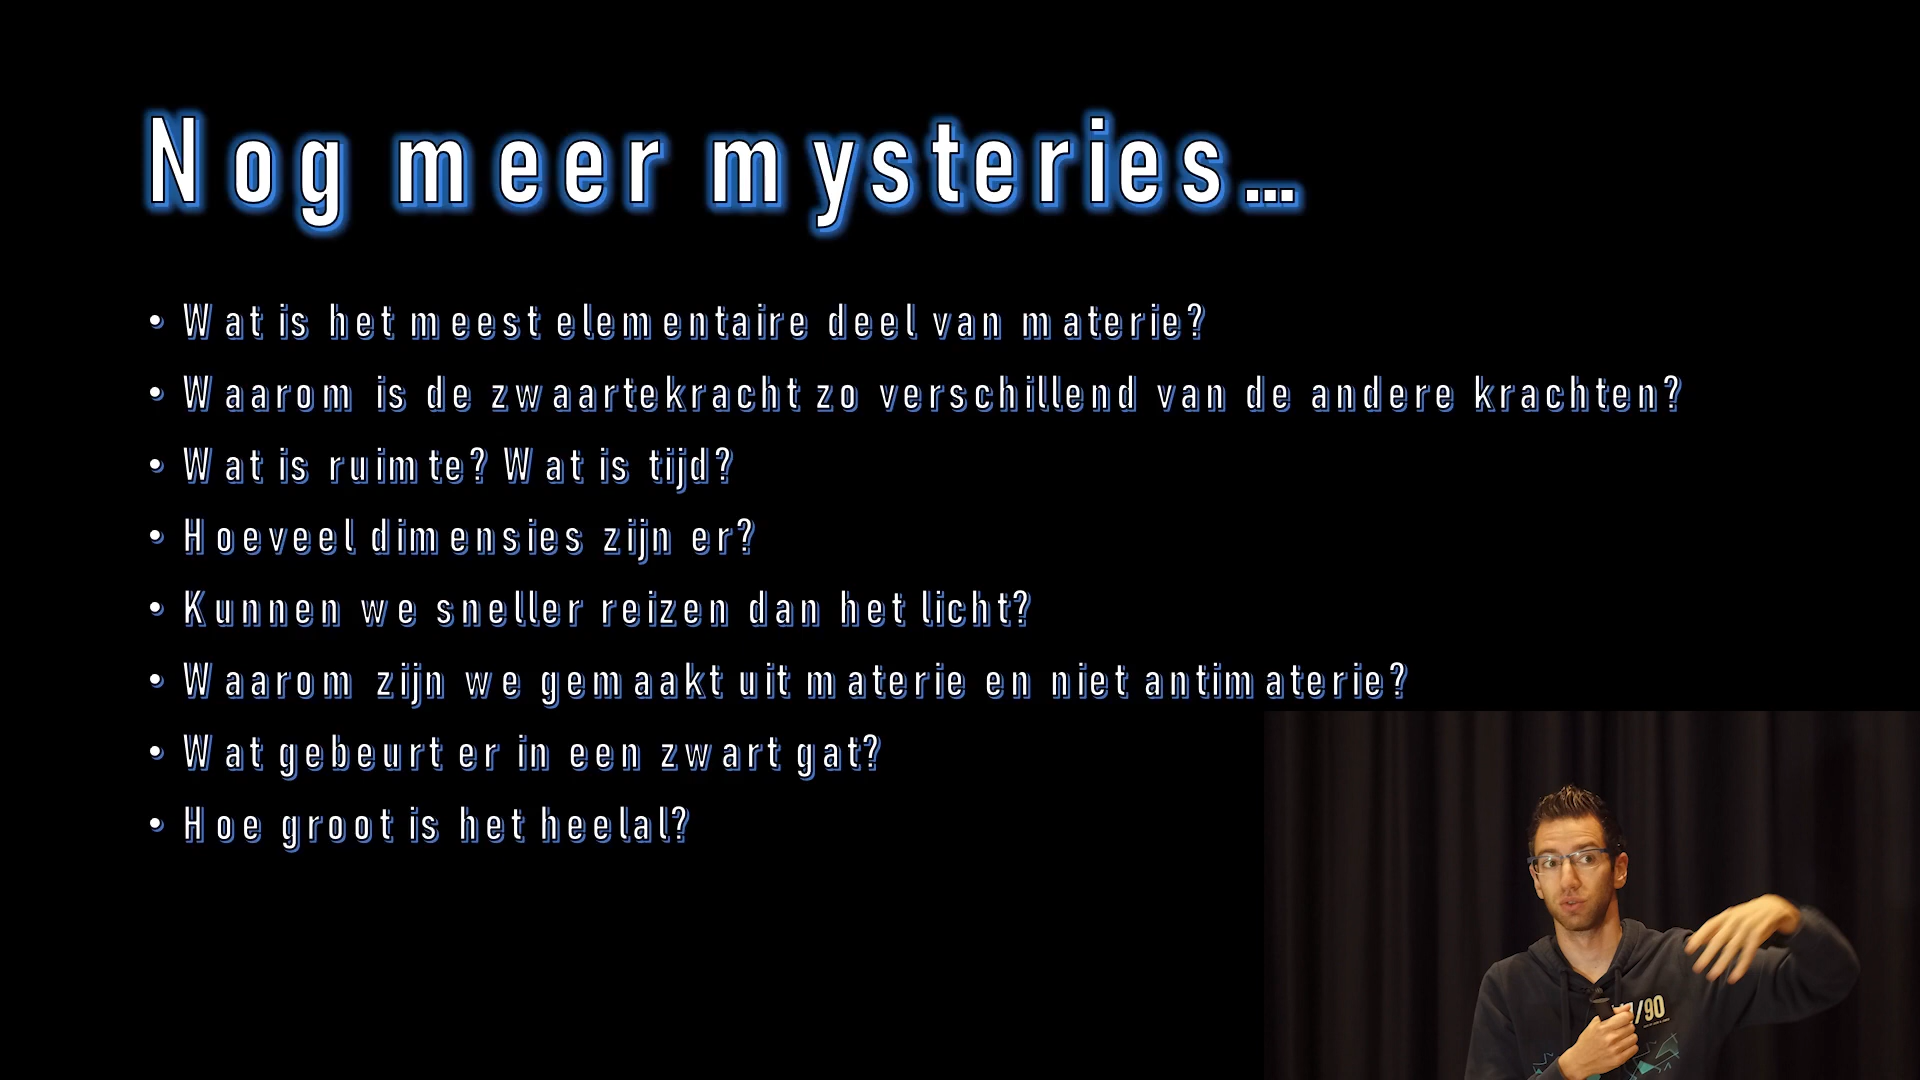 Nog meer mysteries...
• Wat is het meest elementaire deel van materie?
• Waarom is de zwaartekracht zo verschillend van de andere krachten?
• Wat is ruimte? Wat is tijd?
• Hoeveel dimensies zijn er?
• Kunnen we sneller reizen dan het licht?
• Waarom zijn we gemaakt uit materie en niet antimaterie?
• Wat gebeurt er in een zwart gat?
• Hoe groot is het heelal?
/90